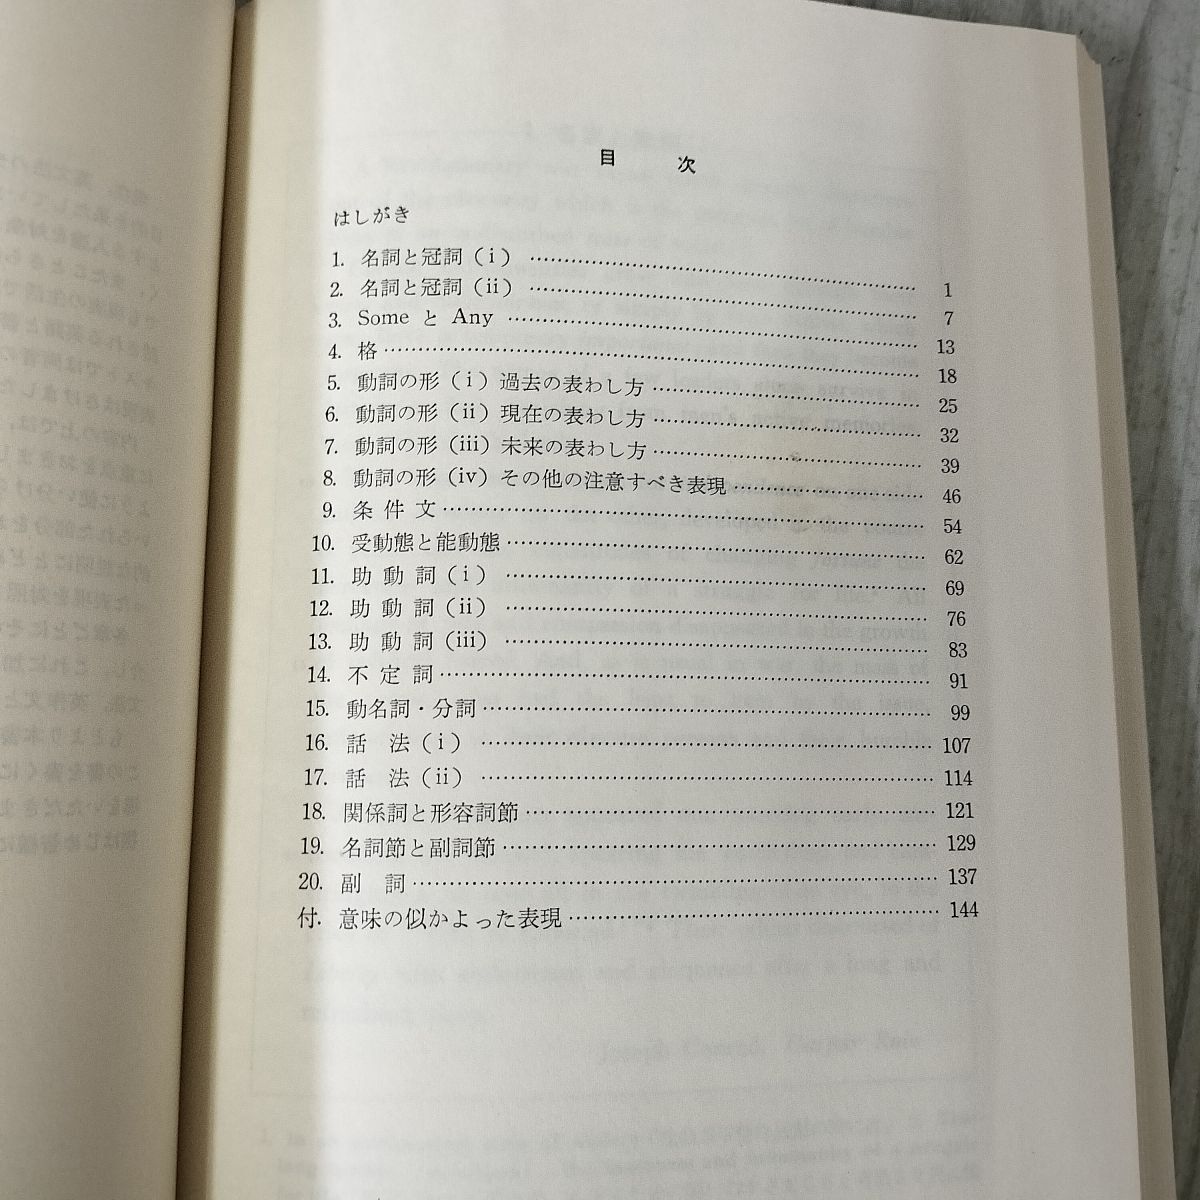 目次
はしがき
1. 名詞と冠詞（i） 1
2. 名詞と冠詞（ii） 7
3. Some と Any 13
4. 格 18
5. 動詞の形（i）過去の表わし方 25
6. 動詞の形（ii）現在の表わし方 32
7. 動詞の形（iii）未来の表わし方 39
8. 動詞の形（iv）その他の注意すべき表現 46
9. 条件文 54
10. 受動態と能動態 62
11. 助動詞（i） 69
12. 助動詞（ii） 76
13. 助動詞（iii） 83
14. 不定詞 91
15. 動名詞・分詞 99
16. 話法（i） 107
17. 話法（ii） 114
18. 関係詞と形容詞節 121
19. 名詞節と副詞節 129
20. 副詞 137
付. 意味の似かよった表現 144